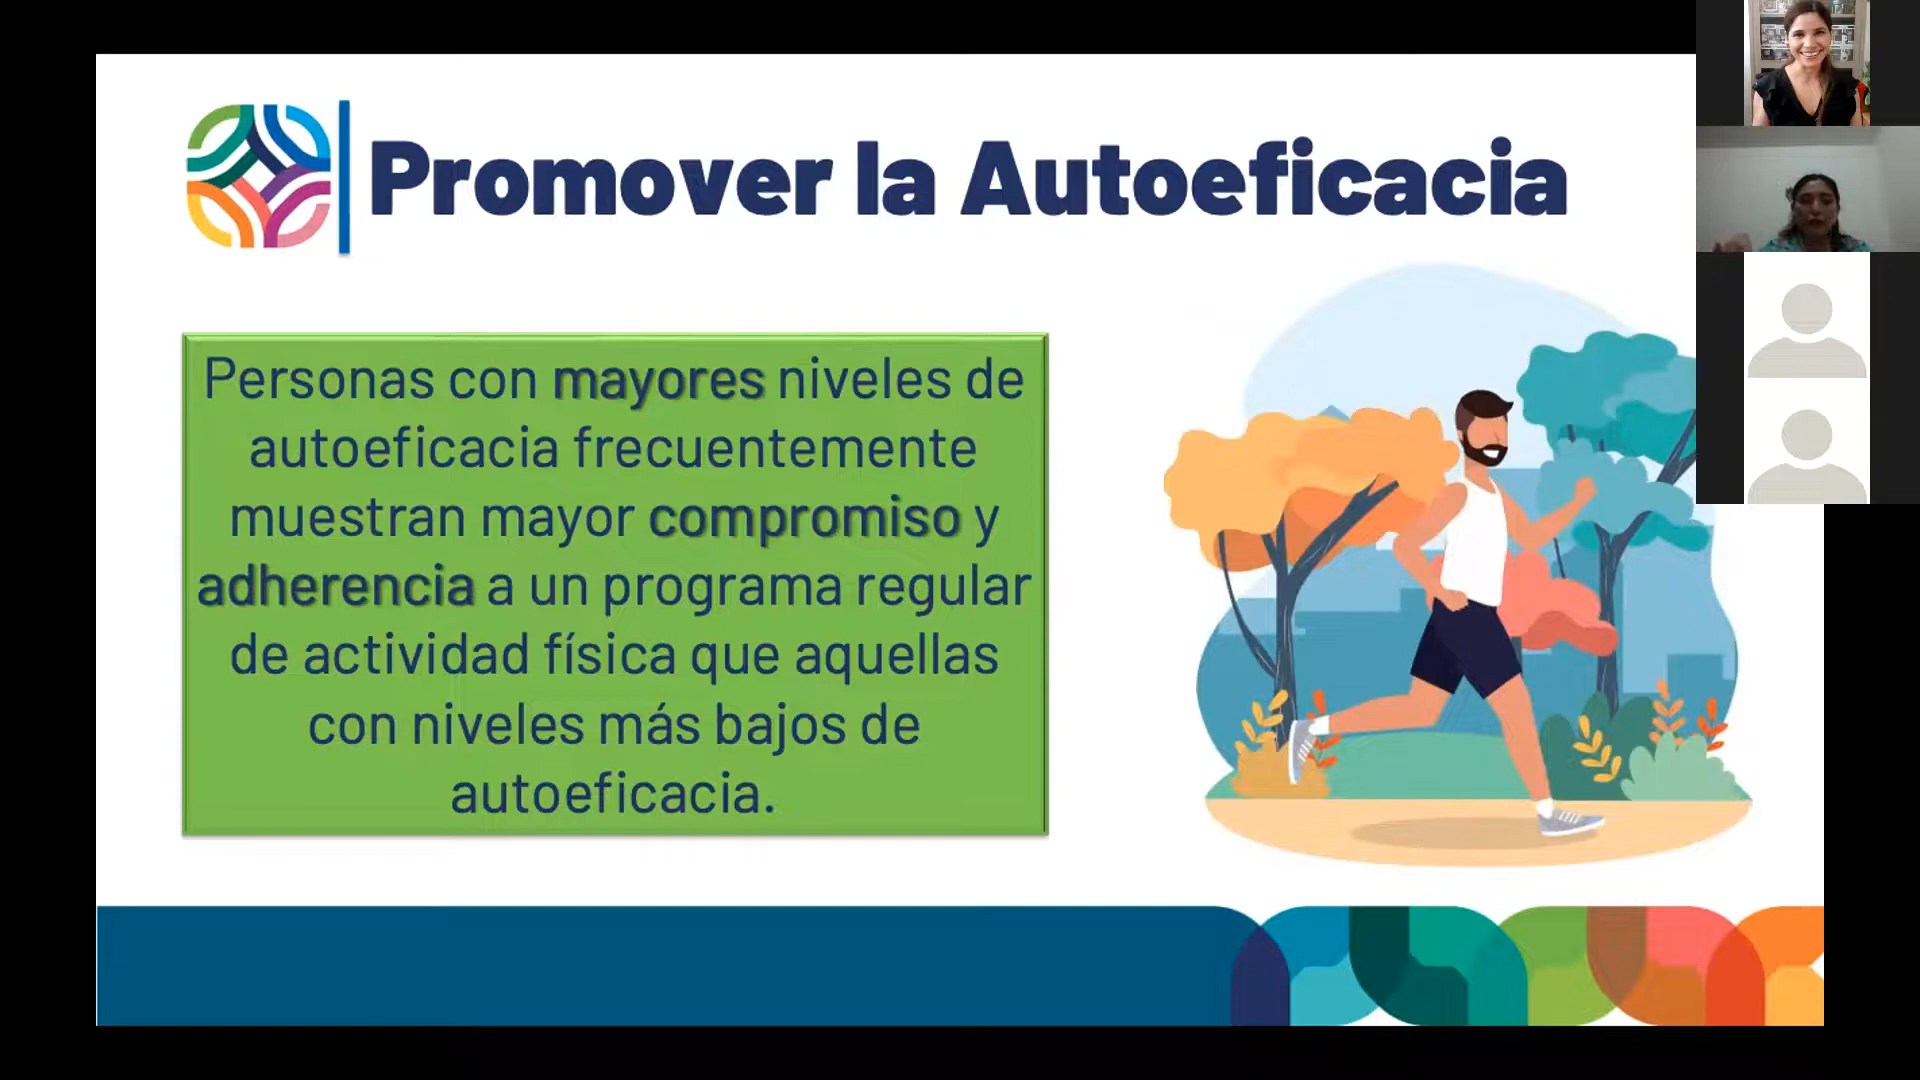 Promover la Autoeficacia
Personas con mayores niveles de
autoeficacia frecuentemente
muestran mayor compromiso y
adherencia a un programa regular
de actividad física que aquellas
con niveles más bajos de
autoeficacia.